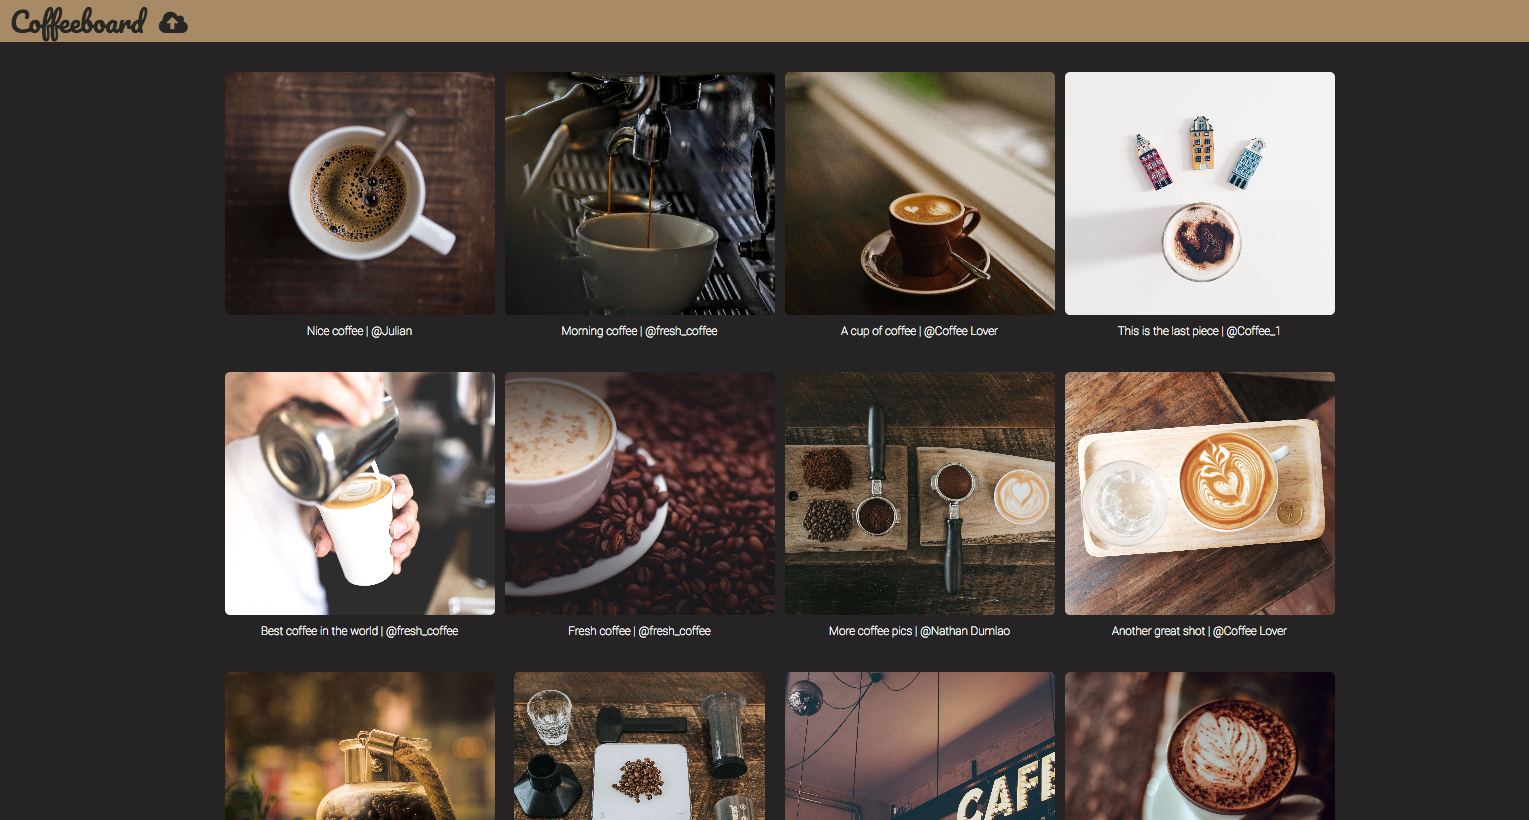 Coffeeboard
Nice coffee | @Julian
Morning coffee | @fresh_coffee
A cup of coffee | @Coffee Lover
This is the last piece | @Coffee_1
Best coffee in the world | @fresh_coffee
Fresh coffee | @fresh_coffee
More coffee pics | @Nathan Dumlao
Another great shot | @Coffee Lover
CAFE